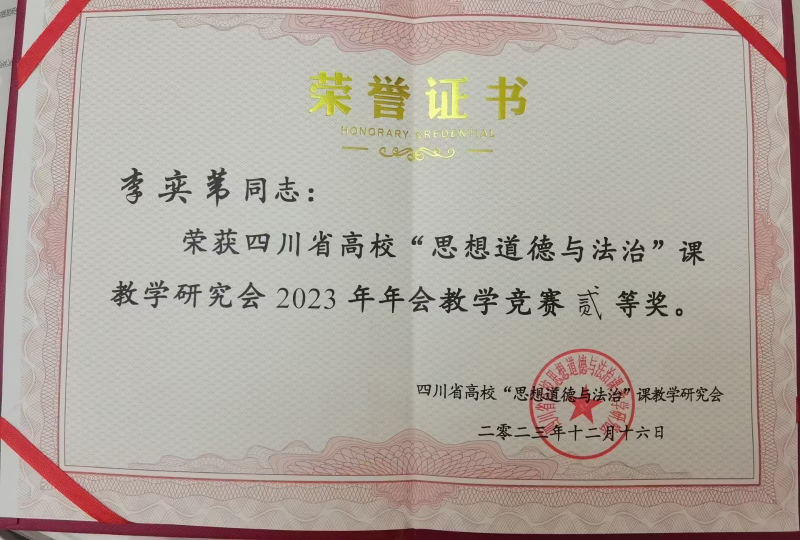 荣誉证书
HONORARY CREDENTIAL
李奕苇同志：
荣获四川省高校“思想道德与法治”课
教学研究会2023年年会教学竞赛贰等奖。
四川省高校“思想道德与法治”课教学研究会
二零二三年十二月十六日